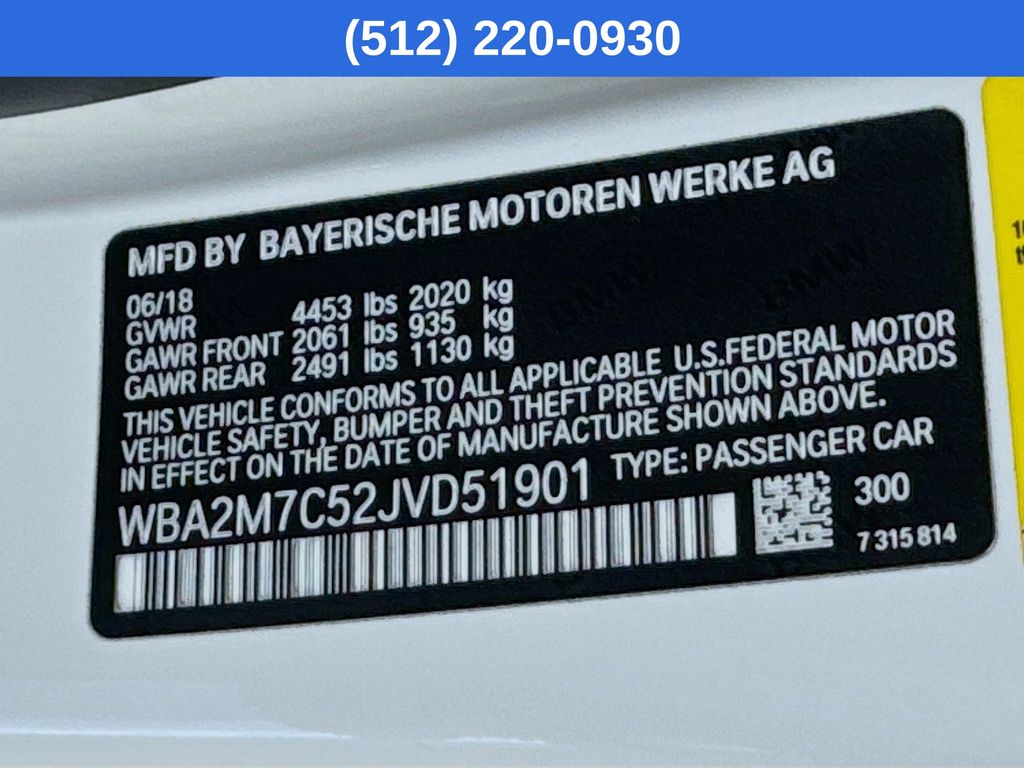 (512) 220-0930
MFD BY BAYERISCHE MOTOREN WERKE AG
06/18
GVWR 4453 lbs 2020 kg
GAWR FRONT 2061 lbs 935 kg
GAWR REAR 2491 lbs 1130 kg
THIS VEHICLE CONFORMS TO ALL APPLICABLE U.S.FEDERAL MOTOR
VEHICLE SAFETY, BUMPER AND THEFT PREVENTION STANDARDS
IN EFFECT ON THE DATE OF MANUFACTURE SHOWN ABOVE.
WBA2M7C52JVD51901 TYPE: PASSENGER CAR
300
7 315 814